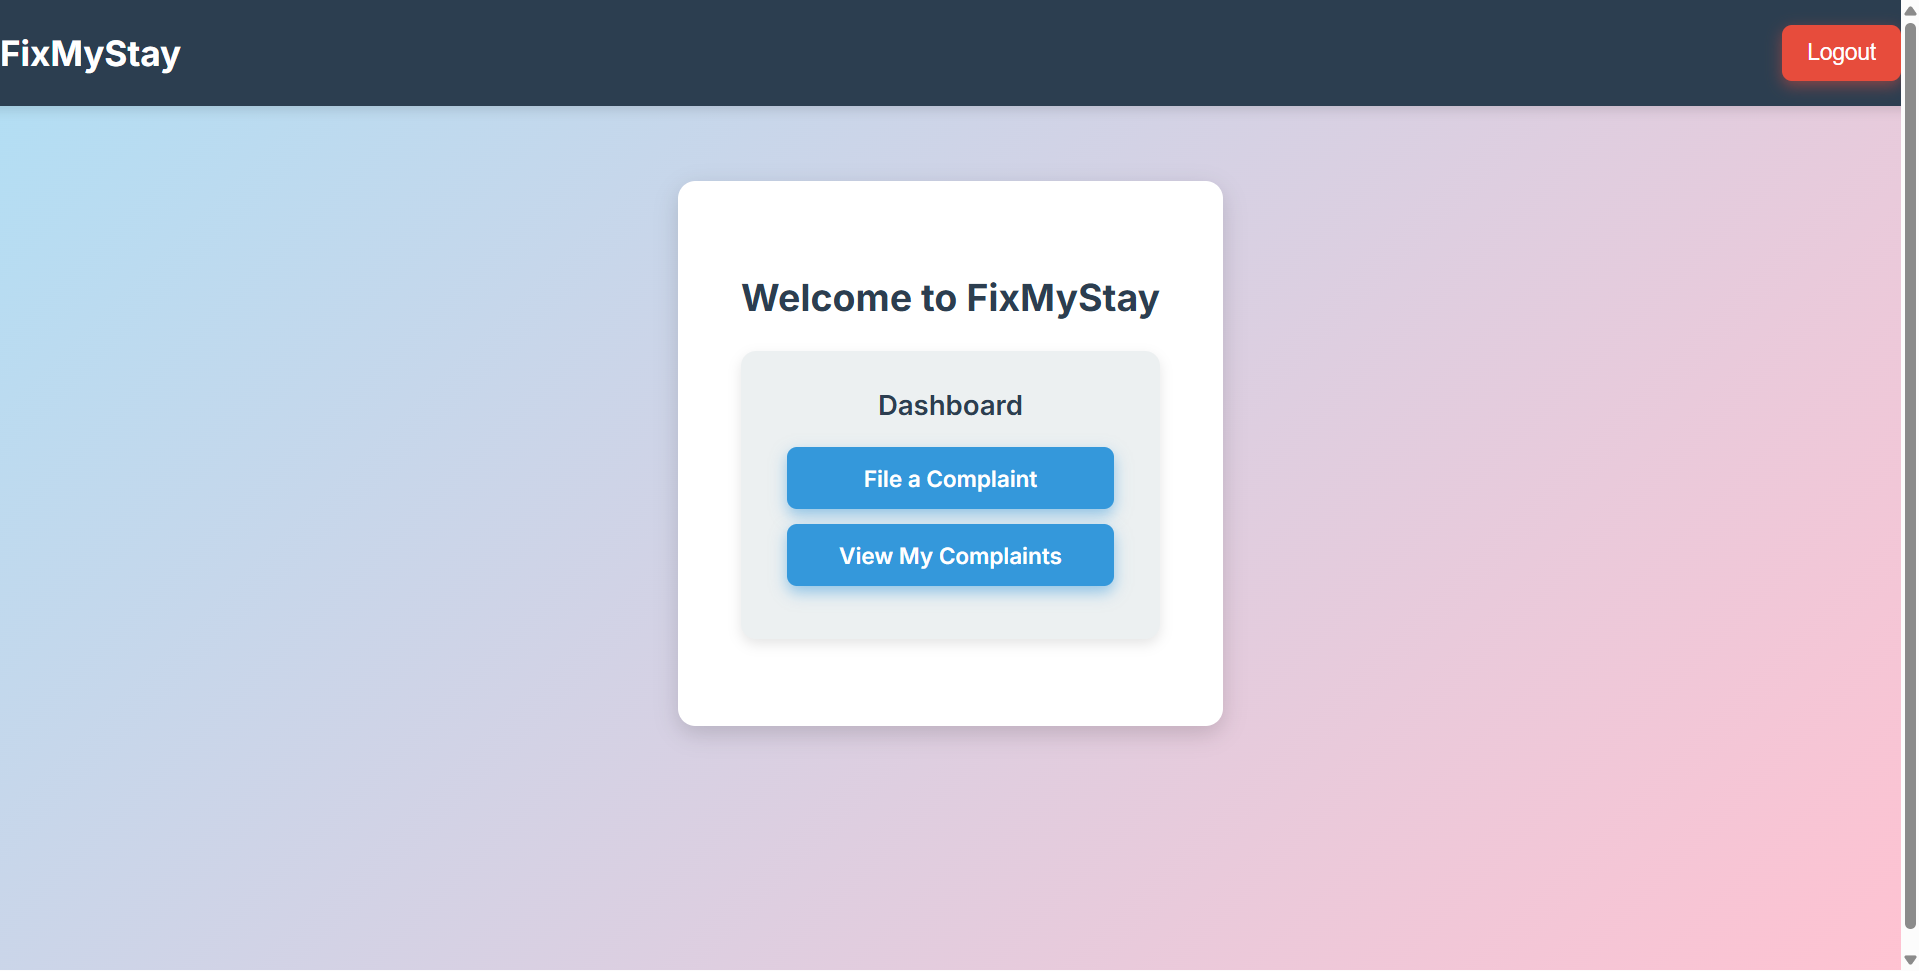 FixMyStay
Logout
Welcome to FixMyStay
Dashboard
File a Complaint
View My Complaints